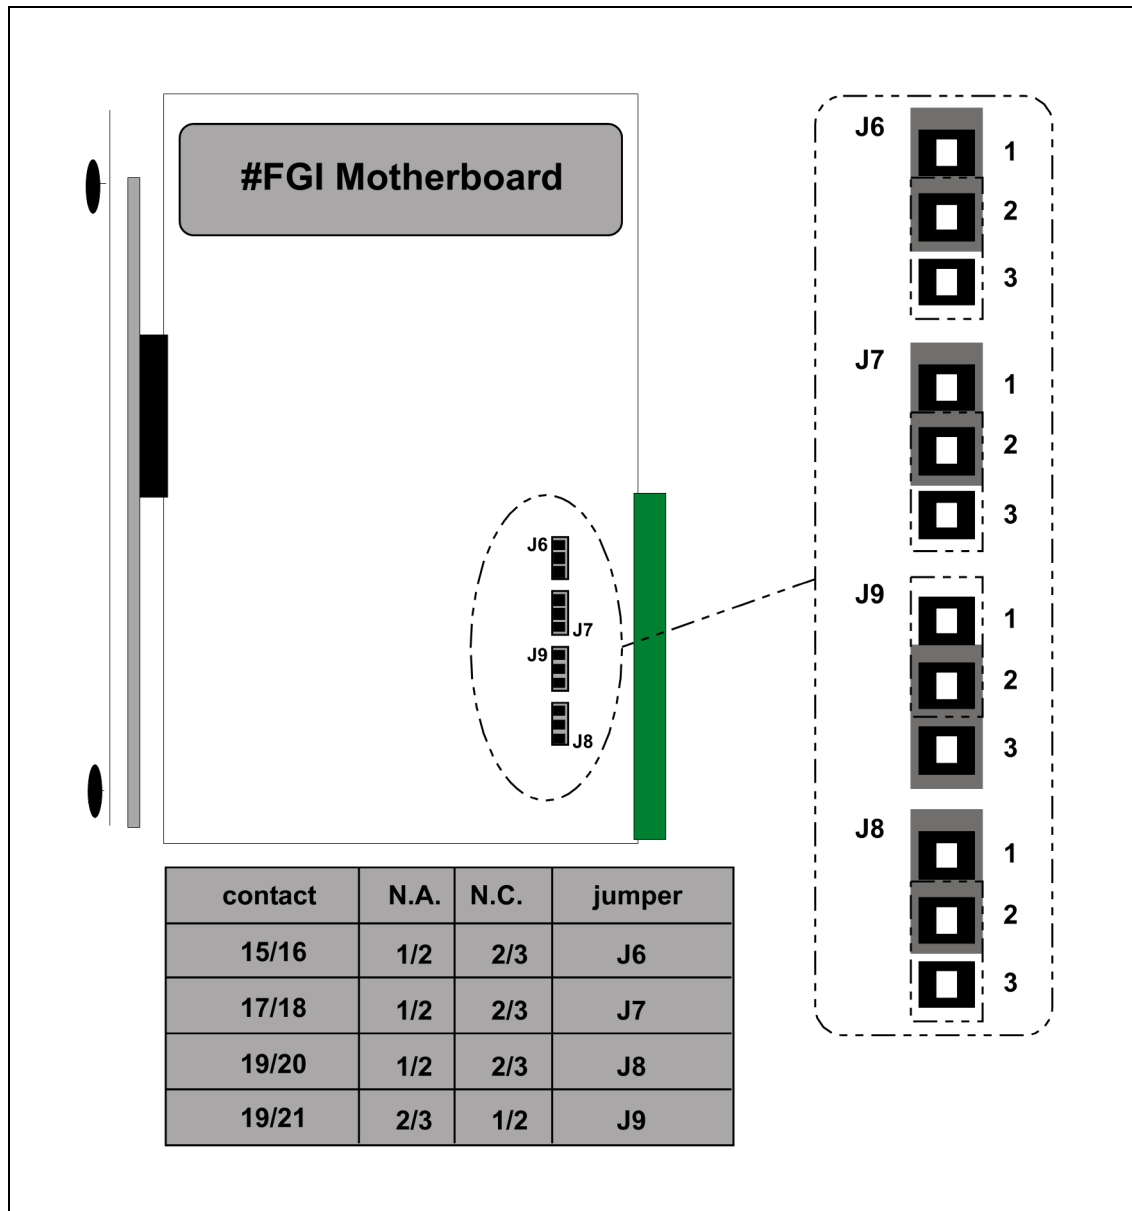 #FGI Motherboard
J6
J7
J9
J8
J6
1
2
3
J7
1
2
3
J9
1
2
3
J8
1
2
3
contact N.A. N.C. jumper
15/16 1/2 2/3 J6
17/18 1/2 2/3 J7
19/20 1/2 2/3 J8
19/21 2/3 1/2 J9